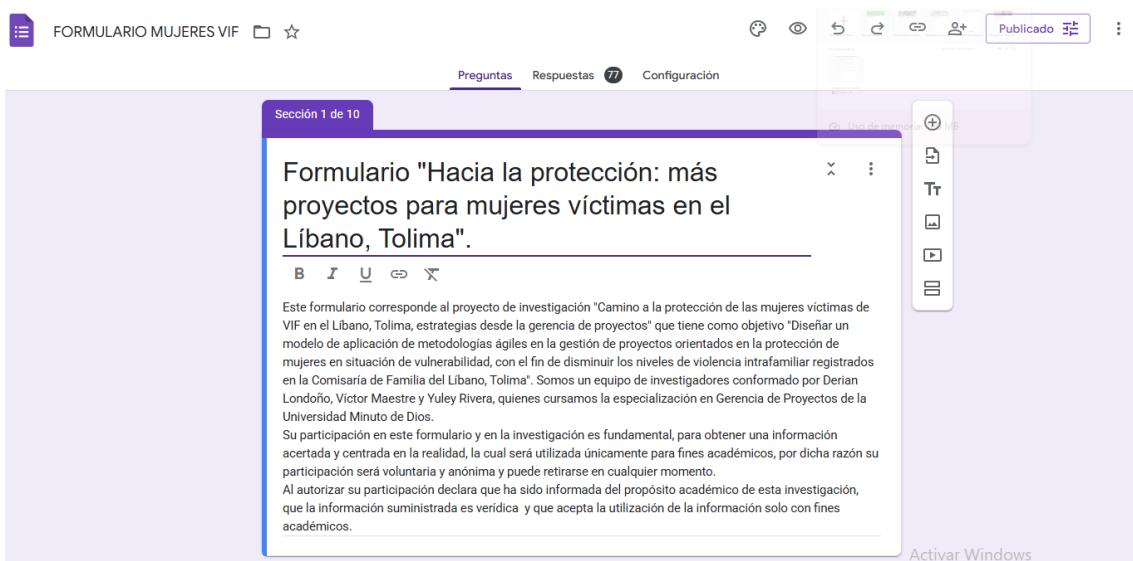 FORMULARIO MUJERES VIF
Publicado
Preguntas
Respuestas 77
Configuración
Sección 1 de 10
Uso de memoria: MB
Formulario "Hacia la protección: más
proyectos para mujeres víctimas en el
Líbano, Tolima".
B I U
Tт
Este formulario corresponde al proyecto de investigación "Camino a la protección de las mujeres víctimas de
VIF en el Líbano, Tolima, estrategias desde la gerencia de proyectos" que tiene como objetivo "Diseñar un
modelo de aplicación de metodologías ágiles en la gestión de proyectos orientados en la protección de
mujeres en situación de vulnerabilidad, con el fin de disminuir los niveles de violencia intrafamiliar registrados
en la Comisaría de Familia del Líbano, Tolima". Somos un equipo de investigadores conformado por Derian
Londoño, Víctor Maestre y Yuley Rivera, quienes cursamos la especialización en Gerencia de Proyectos de la
Universidad Minuto de Dios.
Su participación en este formulario y en la investigación es fundamental, para obtener una información
acertada y centrada en la realidad, la cual será utilizada únicamente para fines académicos, por dicha razón su
participación será voluntaria y anónima y puede retirarse en cualquier momento.
Al autorizar su participación declara que ha sido informada del propósito académico de esta investigación,
que la información suministrada es verídica  y que acepta la utilización de la información solo con fines
académicos.
Activar Windows